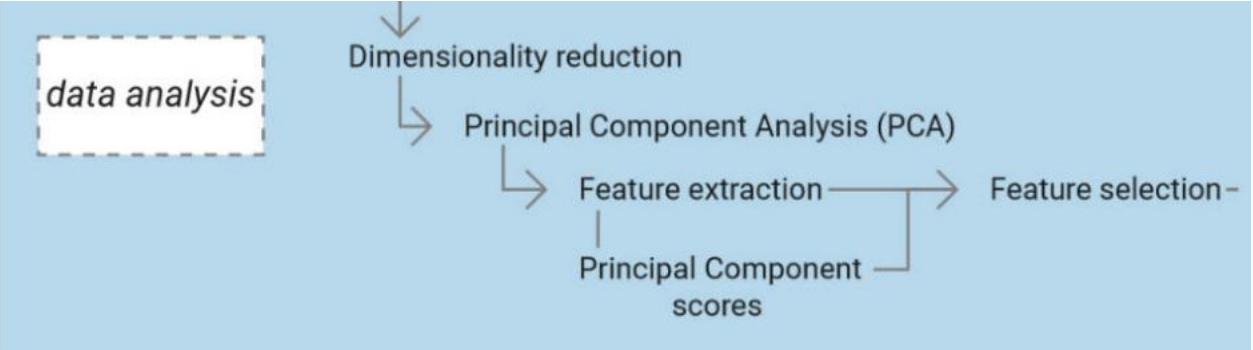 data analysis
Dimensionality reduction
Principal Component Analysis (PCA)
Feature extraction
Feature selection
Principal Component
scores